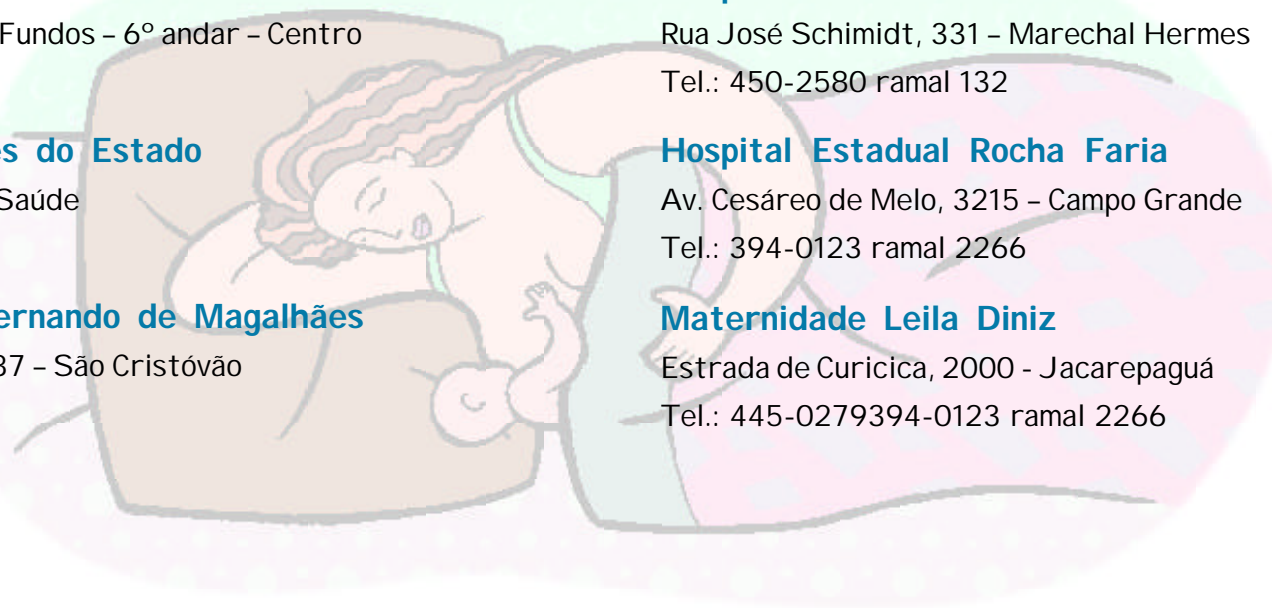 Fundos – 6º andar – Centro
es do Estado
Saúde
ernando de Magalhães
37 – São Cristóvão
Rua José Schimidt, 331 – Marechal Hermes
Tel.: 450-2580 ramal 132
Hospital Estadual Rocha Faria
Av. Cesáreo de Melo, 3215 – Campo Grande
Tel.: 394-0123 ramal 2266
Maternidade Leila Diniz
Estrada de Curicica, 2000 - Jacarepaguá
Tel.: 445-0279394-0123 ramal 2266